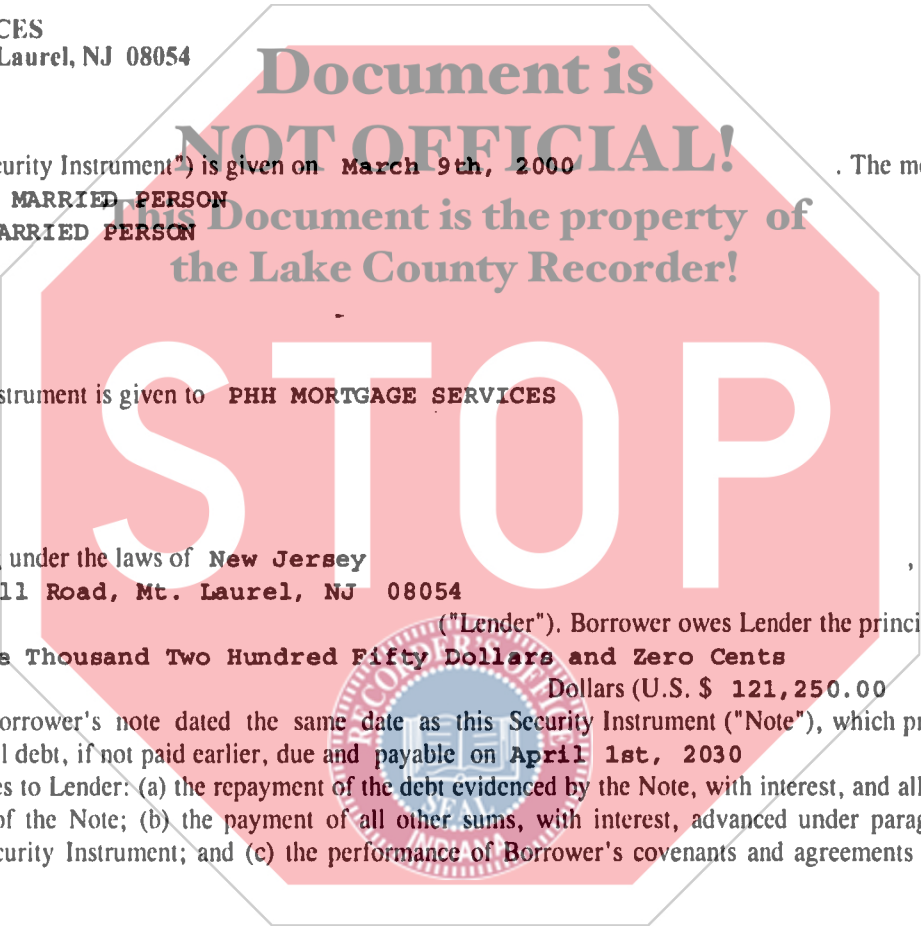 CES
Laurel, NJ 08054
Document is
NOT OFFICIAL!
curity Instrument") is given on March 9th, 2000 . The mo
MARRIED PERSON
This Document is the property of
ARRIED PERSON
the Lake County Recorder!
STOP
strument is given to PHH MORTGAGE SERVICES
under the laws of New Jersey ,
ll Road, Mt. Laurel, NJ 08054
("Lender"). Borrower owes Lender the princi
e Thousand Two Hundred Fifty Dollars and Zero Cents
Dollars (U.S. $ 121,250.00
orrower's note dated the same date as this Security Instrument ("Note"), which pr
l debt, if not paid earlier, due and payable on April 1st, 2030
es to Lender: (a) the repayment of the debt evidenced by the Note, with interest, and all
of the Note; (b) the payment of all other sums, with interest, advanced under parag
curity Instrument; and (c) the performance of Borrower's covenants and agreements
RECORDER'S OFFICE
SEAL
INDIANA